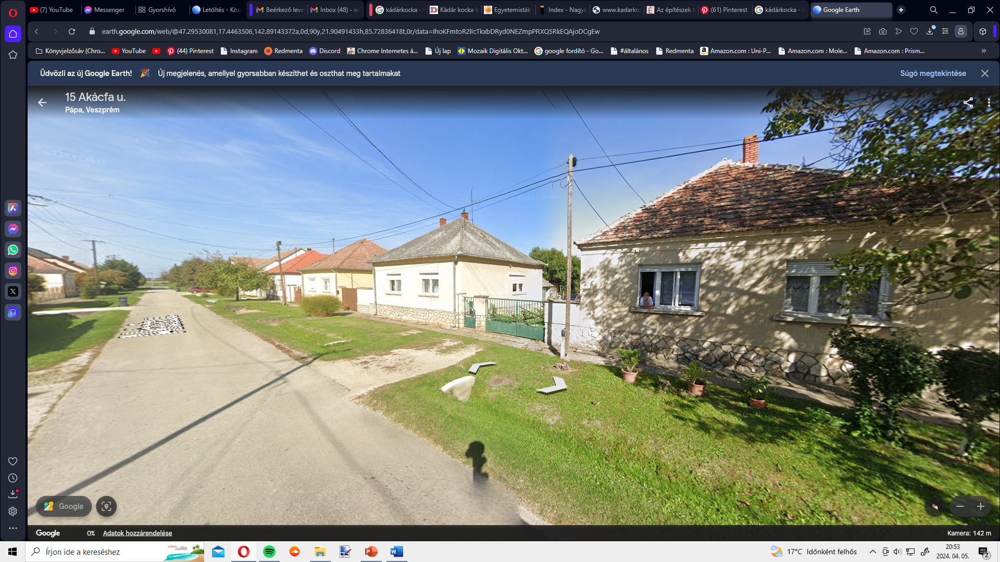 (7) YouTube
Messenger
Gyorshívó
Letöltés - Kös
Beérkező leve
Inbox (48) - w
kádárkocka -
Kádár kocka h
Egyetemisták
Index - Nagyk
www.kadarko
Az építészek t
(61) Pinterest
kádárkocka -
Google Earth
earth.google.com/web/@47.29530081,17.4463506,142.89143372a,0d,90y,21.90491433h,85.72836418t,0r/data=IhoKFmtoR2lIcTkxbDRyd0NEZmpPRXQ5RkEQAjoDCgEw
Könyvjelzősáv (Chro...
YouTube
(44) Pinterest
Instagram
Redmenta
Discord
Chrome Internetes á...
Új lap
Mozaik Digitális Okt...
google fordító - Go...
#általános
Redmenta
Amazon.com : Uni-P...
Amazon.com : Mole...
Amazon.com : Prism...
Üdvözli az új Google Earth! 🎉 Új megjelenés, amellyel gyorsabban készíthet és oszthat meg tartalmakat
Súgó megtekintése
15 Akácfa u.
Pápa, Veszprém
Google
Google
0%
Adatok hozzárendelése
Kamera: 142 m
Írjon ide a kereséshez
17°C Időnként felhős
20:53
2024. 04. 05.
2